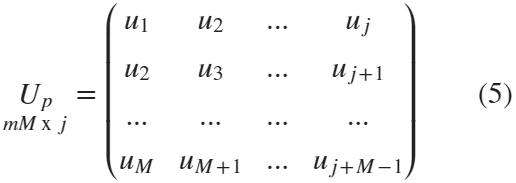 u_1 u_2 ... u_j
u_2 u_3 ... u_{j+1}
U_p = (5)
mM x j
... ... ... ...
u_M u_{M+1} ... u_{j+M-1}